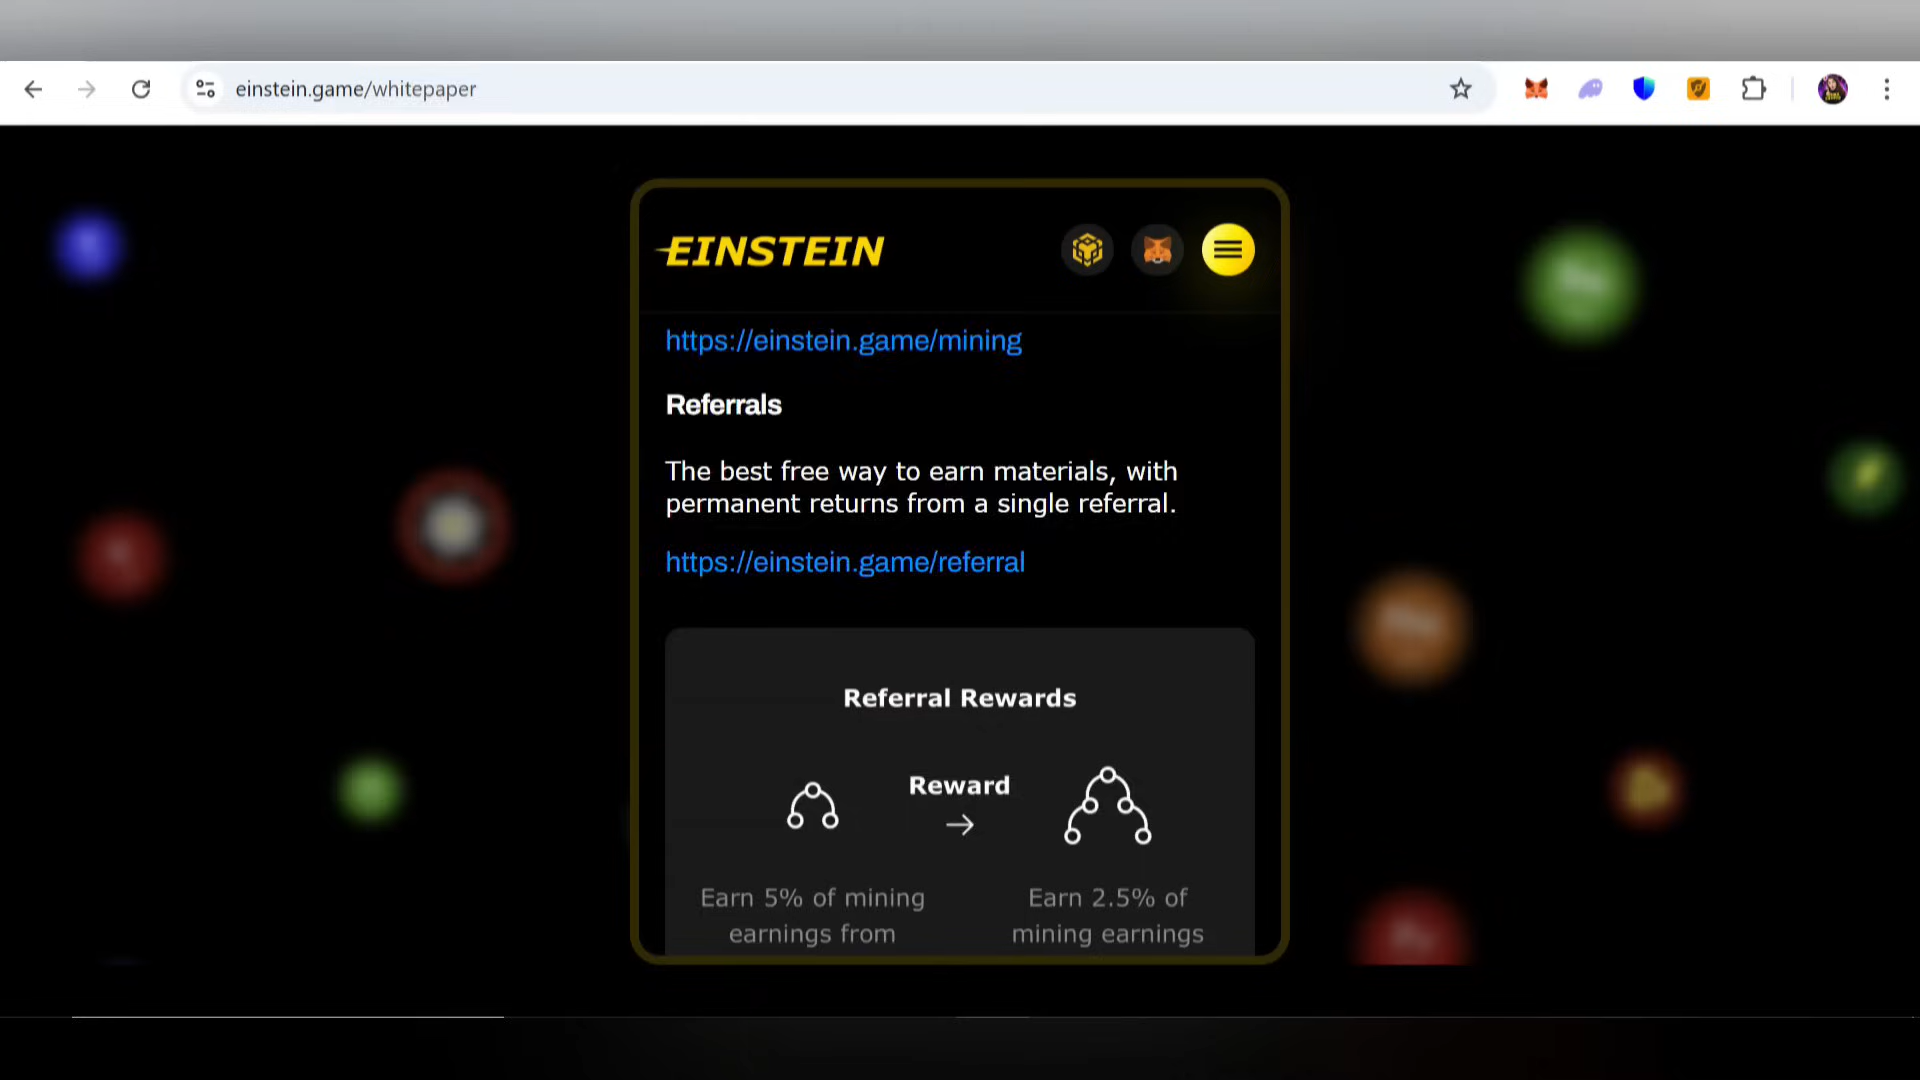 einstein.game/whitepaper
EINSTEIN
https://einstein.game/mining
Referrals
The best free way to earn materials, with
permanent returns from a single referral.
https://einstein.game/referral
Referral Rewards
Reward
Earn 5% of mining
earnings from
Earn 2.5% of
mining earnings